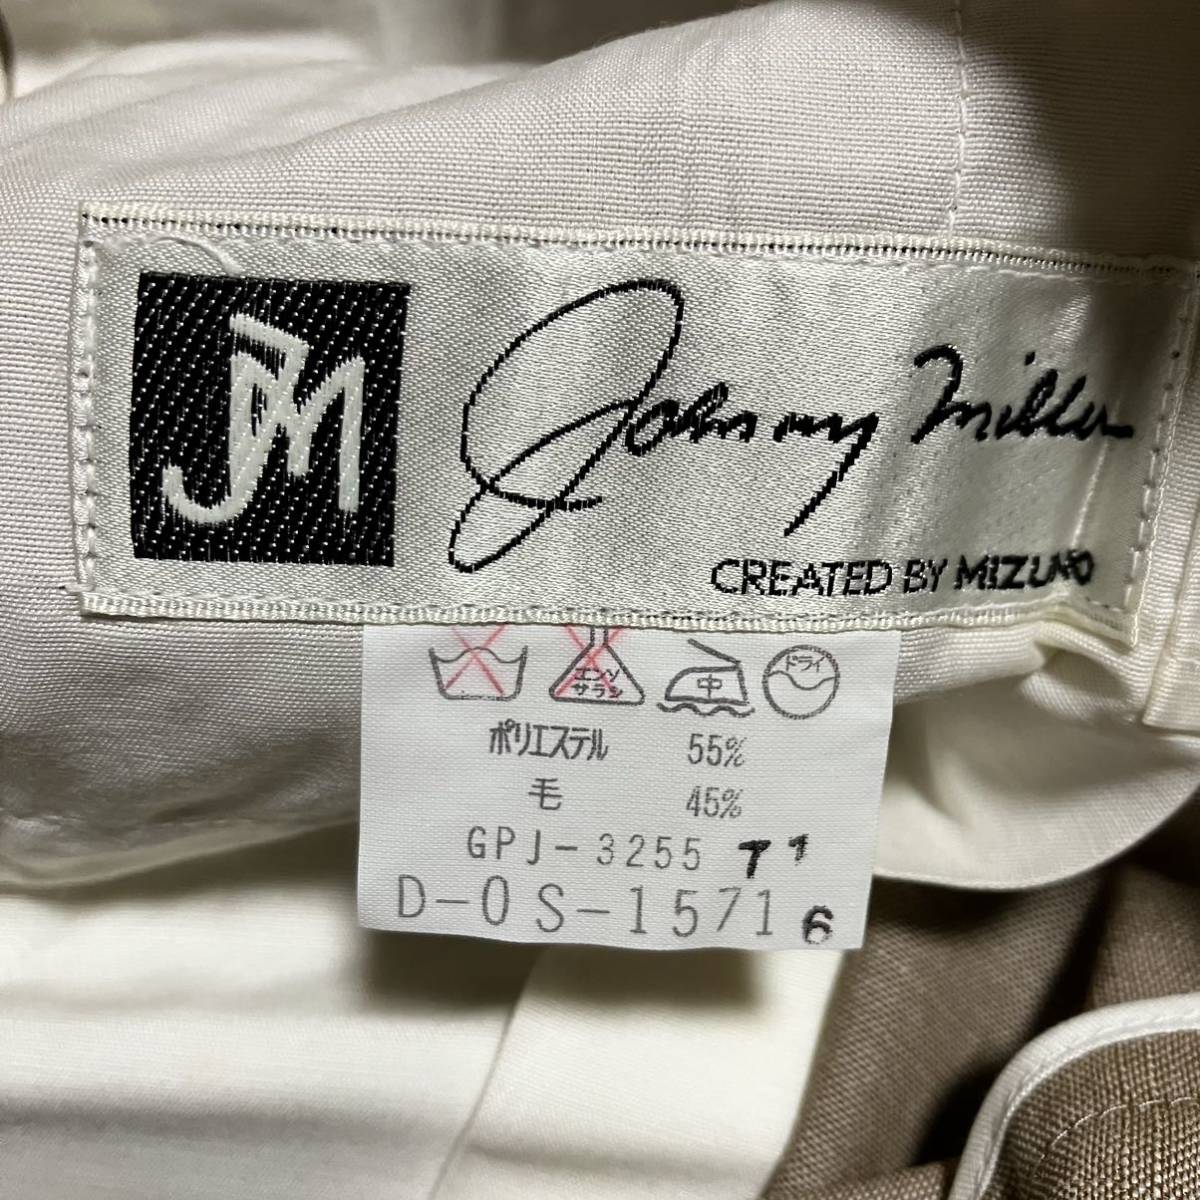 JM
Johnny Miller
CREATED BY MIZUNO
エンソ
サラシ
中
ドライ
ポリエステル 55%
毛 45%
GPJ-3255 T 1
D-0S-1571 6